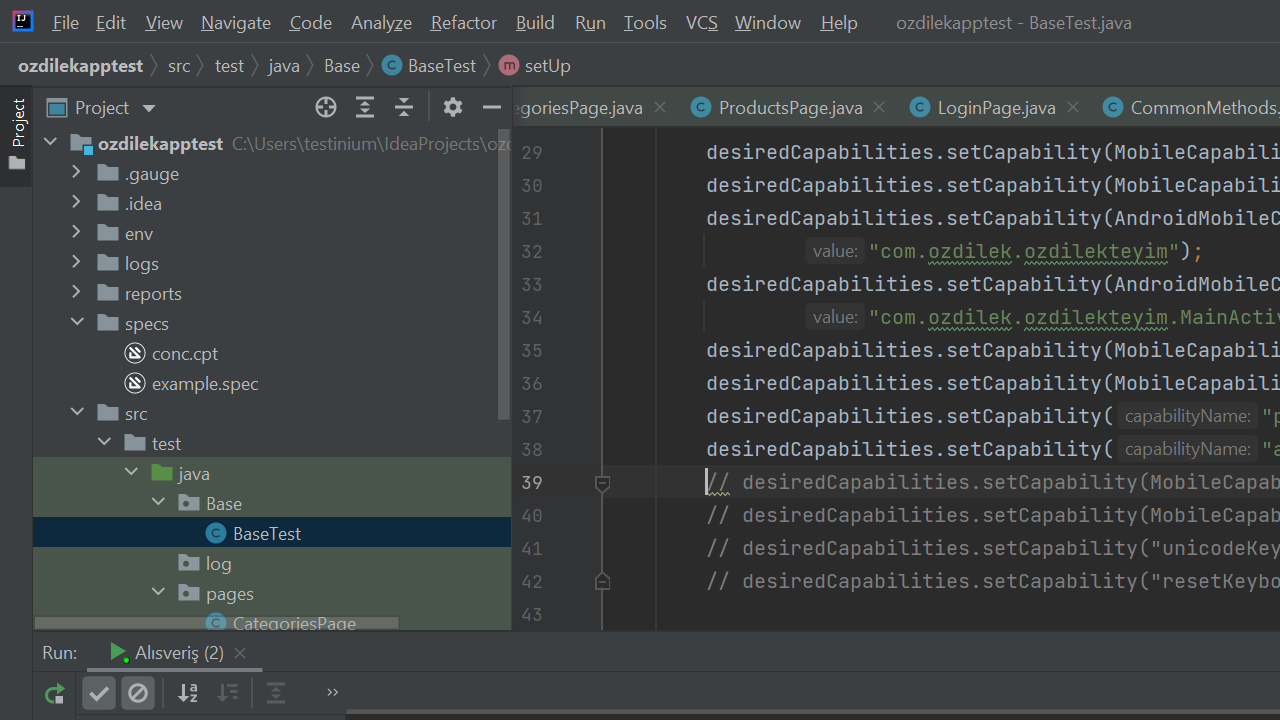 File Edit View Navigate Code Analyze Refactor Build Run Tools VCS Window Help ozdilekapptest - BaseTest.java
ozdilekapptest src test java Base BaseTest setUp
Project
Project
goriesPage.java ProductsPage.java LoginPage.java CommonMethods.
ozdilekapptest C:\Users\testinium\IdeaProjects\ozd
.gauge
.idea
env
logs
reports
specs
conc.cpt
example.spec
src
test
java
Base
BaseTest
log
pages
CategoriesPage
29 desiredCapabilities.setCapability(MobileCapabili
30 desiredCapabilities.setCapability(MobileCapabili
31 desiredCapabilities.setCapability(AndroidMobileC
32 value: "com.ozdilek.ozdilekteyim");
33 desiredCapabilities.setCapability(AndroidMobileC
34 value: "com.ozdilek.ozdilekteyim.MainActiv
35 desiredCapabilities.setCapability(MobileCapabili
36 desiredCapabilities.setCapability(MobileCapabili
37 desiredCapabilities.setCapability( capabilityName: "p
38 desiredCapabilities.setCapability( capabilityName: "a
39 // desiredCapabilities.setCapability(MobileCapab
40 // desiredCapabilities.setCapability(MobileCapab
41 // desiredCapabilities.setCapability("unicodeKey
42 // desiredCapabilities.setCapability("resetKeybo
43
Run: Alısveriş (2)